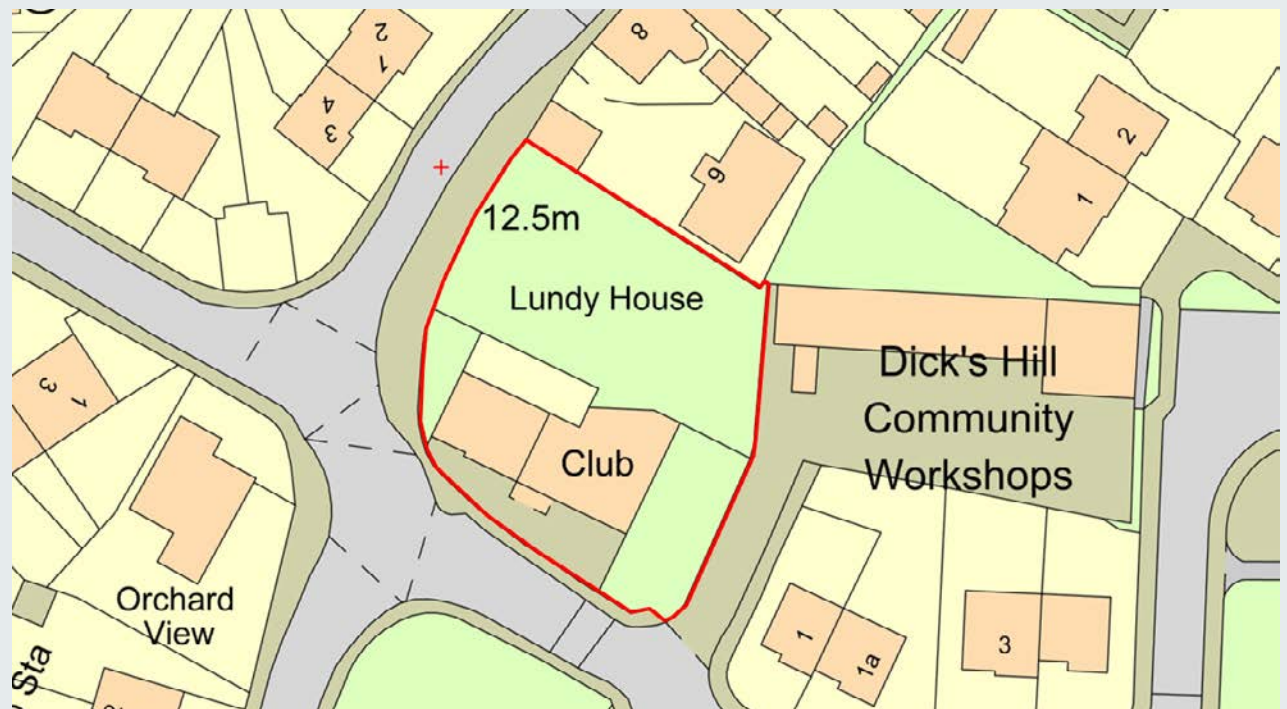 2
1
4
3
8
9
2
1
12.5m
Lundy House
Dick's Hill
Community
Workshops
Club
3
1
Orchard
View
Sta
1
1a
3